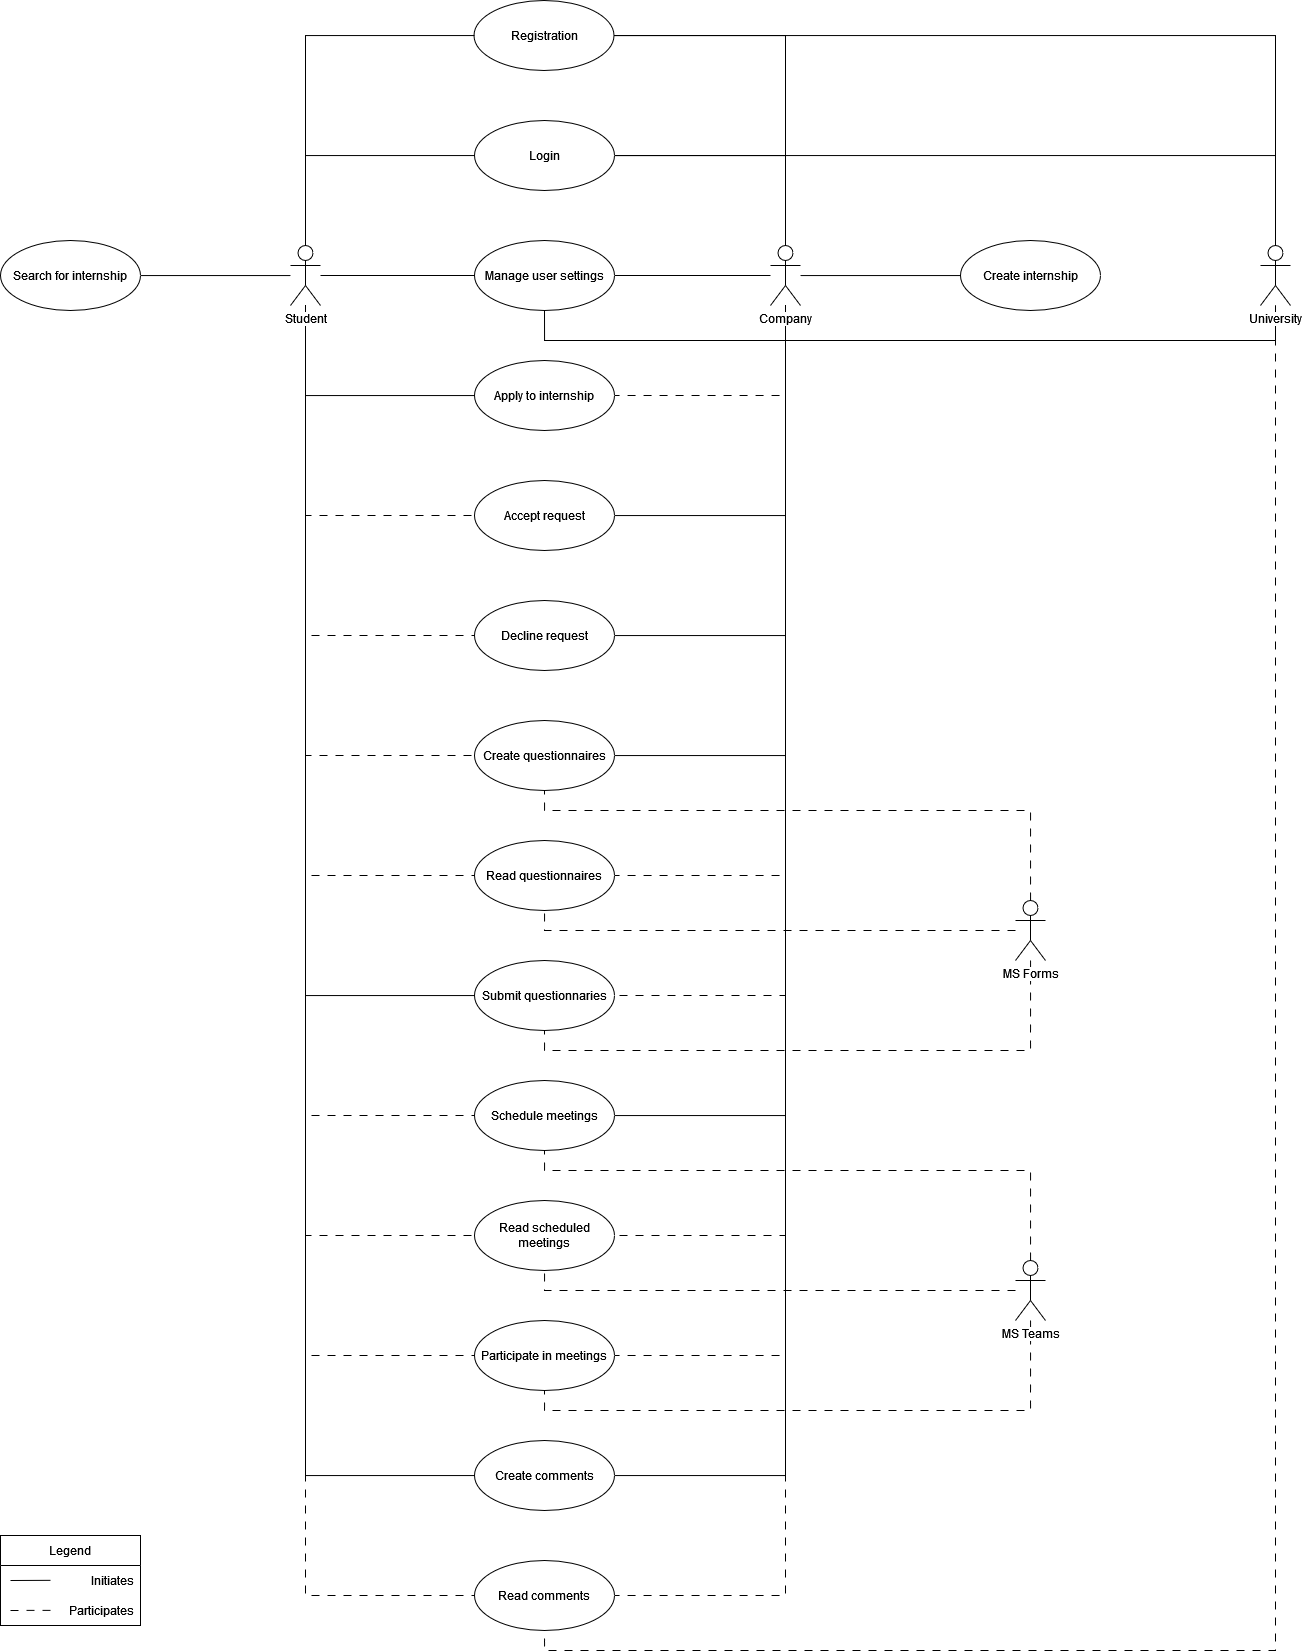 Registration
Login
Search for internship
Manage user settings
Create internship
Student
Company
University
Apply to internship
Accept request
Decline request
Create questionnaires
Read questionnaires
MS Forms
Submit questionnaries
Schedule meetings
Read scheduled
meetings
MS Teams
Participate in meetings
Create comments
Legend
Initiates
Read comments
Participates